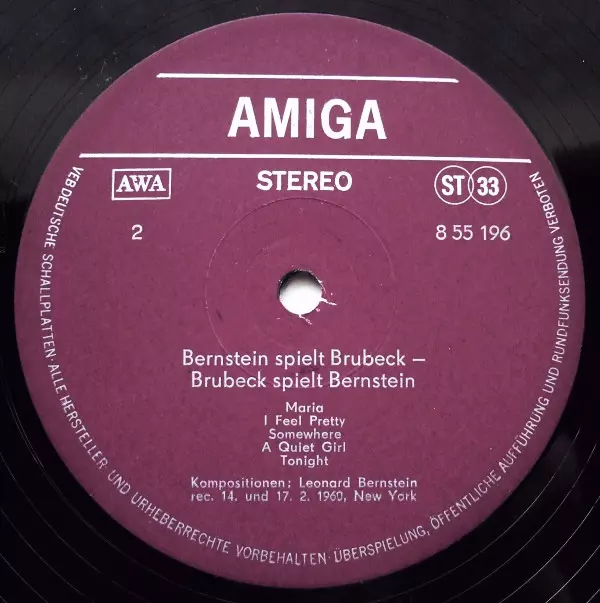 AMIGA
AWA
STEREO
ST 33
2
8 55 196
Bernstein spielt Brubeck –
Brubeck spielt Bernstein
Maria
I Feel Pretty
Somewhere
A Quiet Girl
Tonight
Kompositionen: Leonard Bernstein
rec. 14. und 17. 2. 1960, New York
VEB DEUTSCHE SCHALLPLATTEN · ALLE HERSTELLER- UND URHEBERRECHTE VORBEHALTEN · ÜBERSPIELUNG, ÖFFENTLICHE AUFFÜHRUNG UND RUNDFUNKSENDUNG VERBOTEN